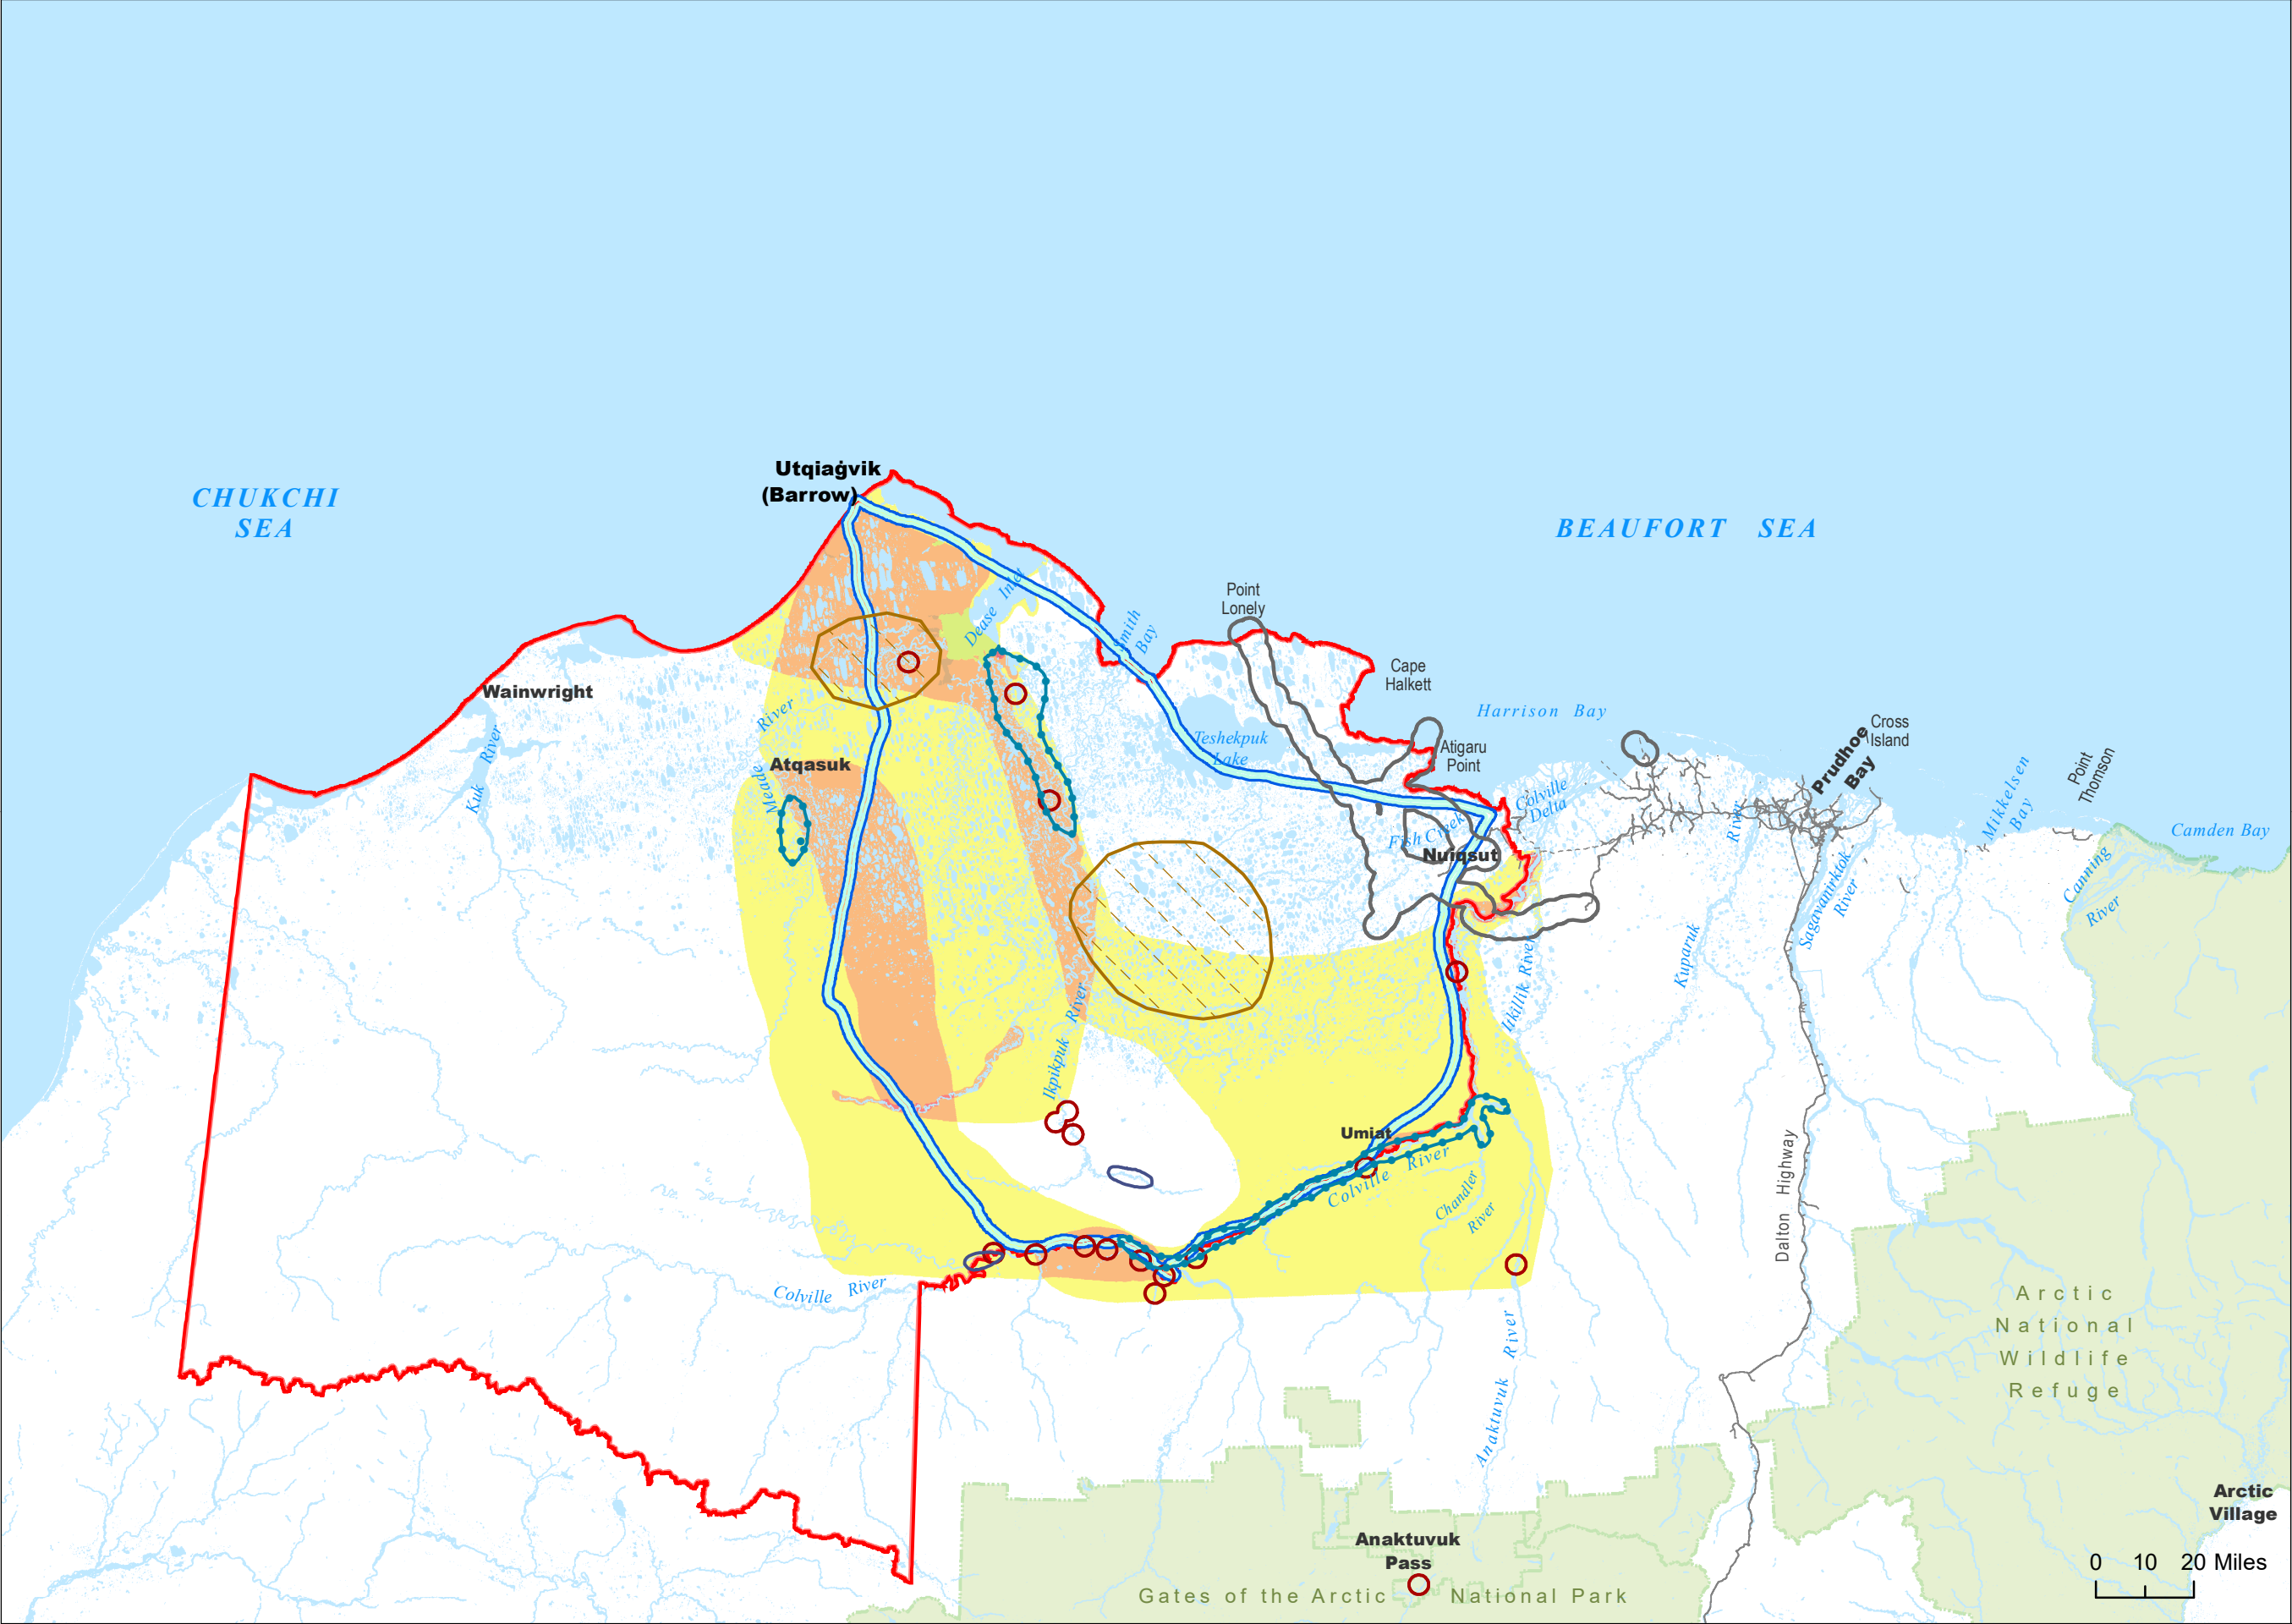 Utqiaġvik
(Barrow)
CHUKCHI
SEA
BEAUFORT SEA
Point
Lonely
Dease Inlet
Smith
Bay
Cape
Halkett
Wainwright
Harrison Bay
Cross
Island
Prudhoe
Bay
Kuk
River
Meade
River
Atqasuk
Teshekpuk
Lake
Atigaru
Point
Colville
Delta
Point
Thomson
Mikkelsen
Bay
Camden Bay
Fish Creek
Nuiqsut
River
Kuparuk
Sagavanirktok
River
Canning
River
Itkillik River
Ikpikpuk
River
Umiat
Colville River
Chandler
River
Dalton Highway
Colville River
Anaktuvuk River
Arctic
National
Wildlife
Refuge
Arctic
Village
Anaktuvuk
Pass
Gates of the Arctic National Park
0 10 20 Miles